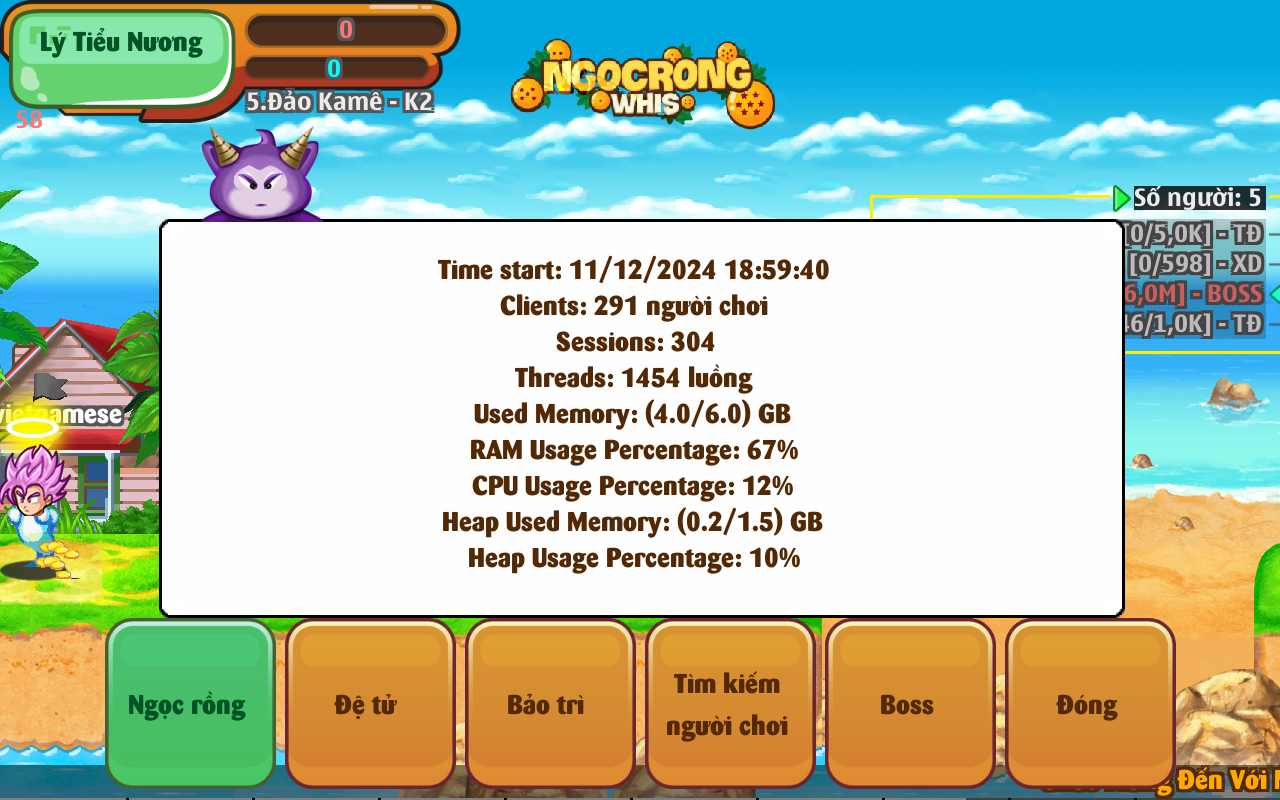 Lý Tiểu Nương
0
0
5.Đảo Kamê - K2
58
NGOCRONG
WHIS
Số người: 5
[0/5,0K] - TĐ
[0/598] - XD
6,0M] - BOSS
46/1,0K] - TĐ
vietnamese
Time start: 11/12/2024 18:59:40
Clients: 291 người chơi
Sessions: 304
Threads: 1454 luồng
Used Memory: (4.0/6.0) GB
RAM Usage Percentage: 67%
CPU Usage Percentage: 12%
Heap Used Memory: (0.2/1.5) GB
Heap Usage Percentage: 10%
Ngọc rồng
Đệ tử
Bảo trì
Tìm kiếm
người chơi
Boss
Đóng
Đến Với